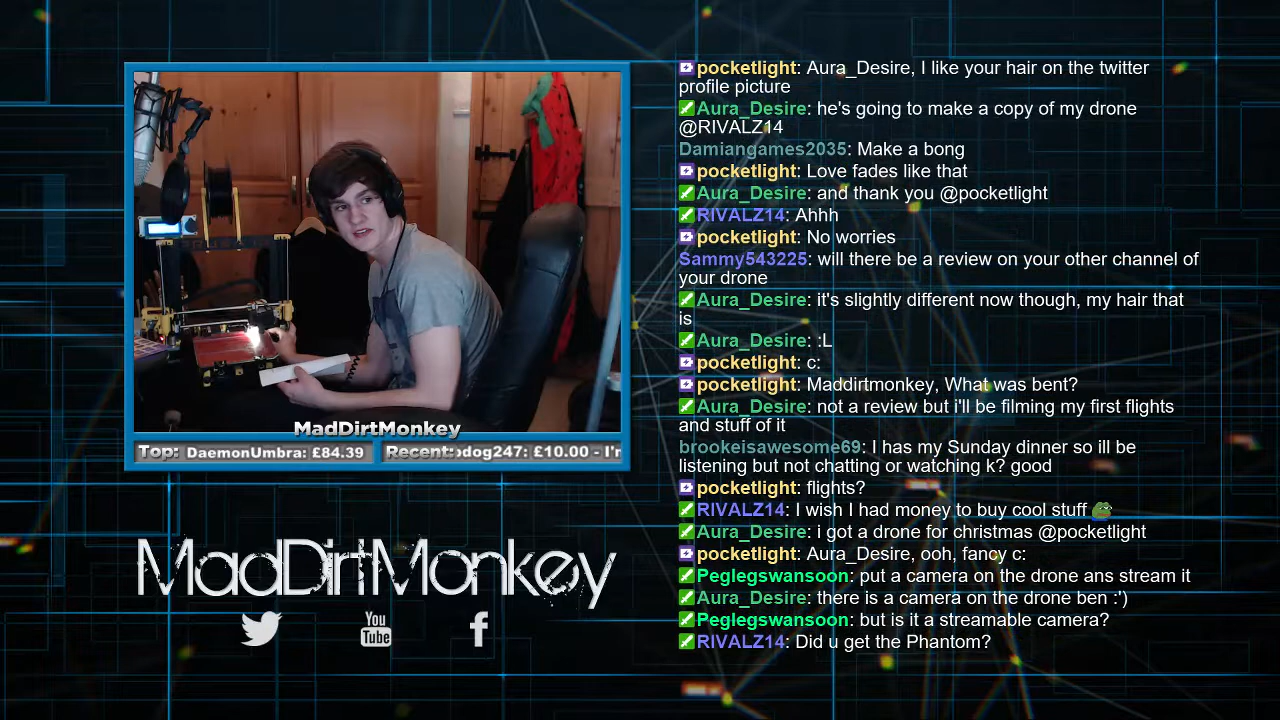 MadDirtMonkey
Top: DaemonUmbra: £84.39
Recent: dog247: £10.00 - I'r
MadDirtMonkey
You
Tube
pocketlight: Aura_Desire, I like your hair on the twitter
profile picture
Aura_Desire: he's going to make a copy of my drone
@RIVALZ14
Damiangames2035: Make a bong
pocketlight: Love fades like that
Aura_Desire: and thank you @pocketlight
RIVALZ14: Ahhh
pocketlight: No worries
Sammy543225: will there be a review on your other channel of
your drone
Aura_Desire: it's slightly different now though, my hair that
is
Aura_Desire: :L
pocketlight: c:
pocketlight: Maddirtmonkey, What was bent?
Aura_Desire: not a review but i'll be filming my first flights
and stuff of it
brookeisawesome69: I has my Sunday dinner so ill be
listening but not chatting or watching k? good
pocketlight: flights?
RIVALZ14: I wish I had money to buy cool stuff
Aura_Desire: i got a drone for christmas @pocketlight
pocketlight: Aura_Desire, ooh, fancy c:
Peglegswansoon: put a camera on the drone ans stream it
Aura_Desire: there is a camera on the drone ben :')
Peglegswansoon: but is it a streamable camera?
RIVALZ14: Did u get the Phantom?